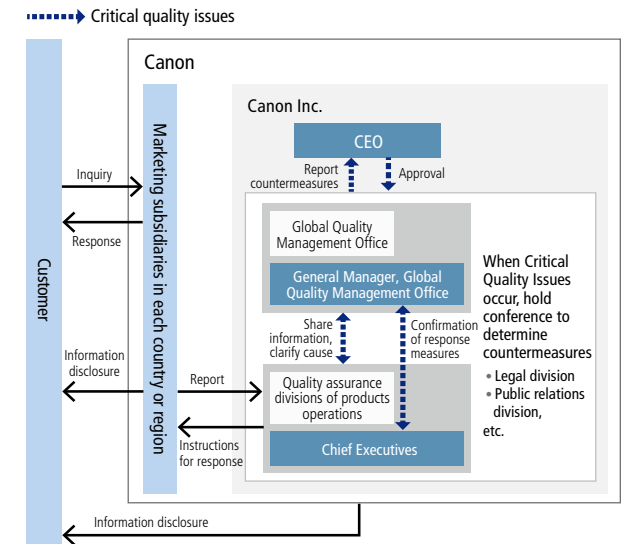 Critical quality issues
Canon
Canon Inc.
CEO
Report
countermeasures
Approval
Inquiry
Response
Customer
Marketing subsidiaries in each country or region
Global Quality
Management Office
General Manager, Global
Quality Management Office
When Critical
Quality Issues
occur, hold
conference to
determine
countermeasures
• Legal division
• Public relations
division,
etc.
Share
information,
clarify cause
Confirmation
of response
measures
Information
disclosure
Report
Quality assurance
divisions of products
operations
Instructions
for response
Chief Executives
Information disclosure